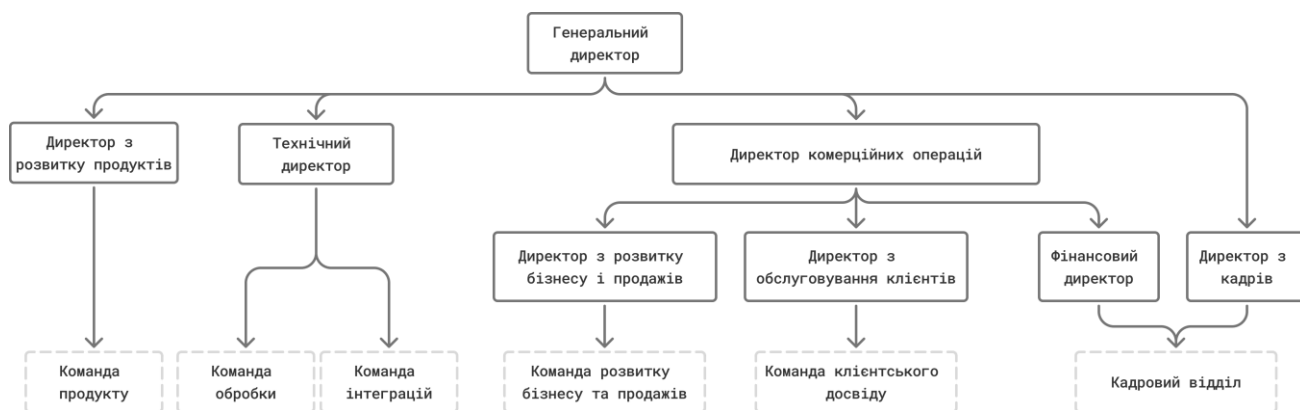 Генеральний
директор
Директор з
розвитку продуктів
Технічний
директор
Директор комерційних операцій
Директор з розвитку
бізнесу і продажів
Директор з
обслуговування клієнтів
Фінансовий
директор
Директор з
кадрів
Команда
продукту
Команда
обробки
Команда
інтеграцій
Команда розвитку
бізнесу та продажів
Команда клієнтського
досвіду
Кадровий відділ